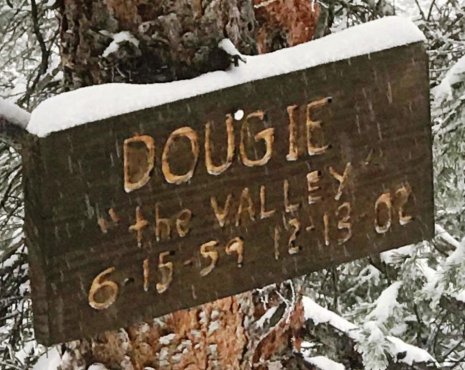 DOUGIE
"the VALLEY"
6-15-59 12-13-02